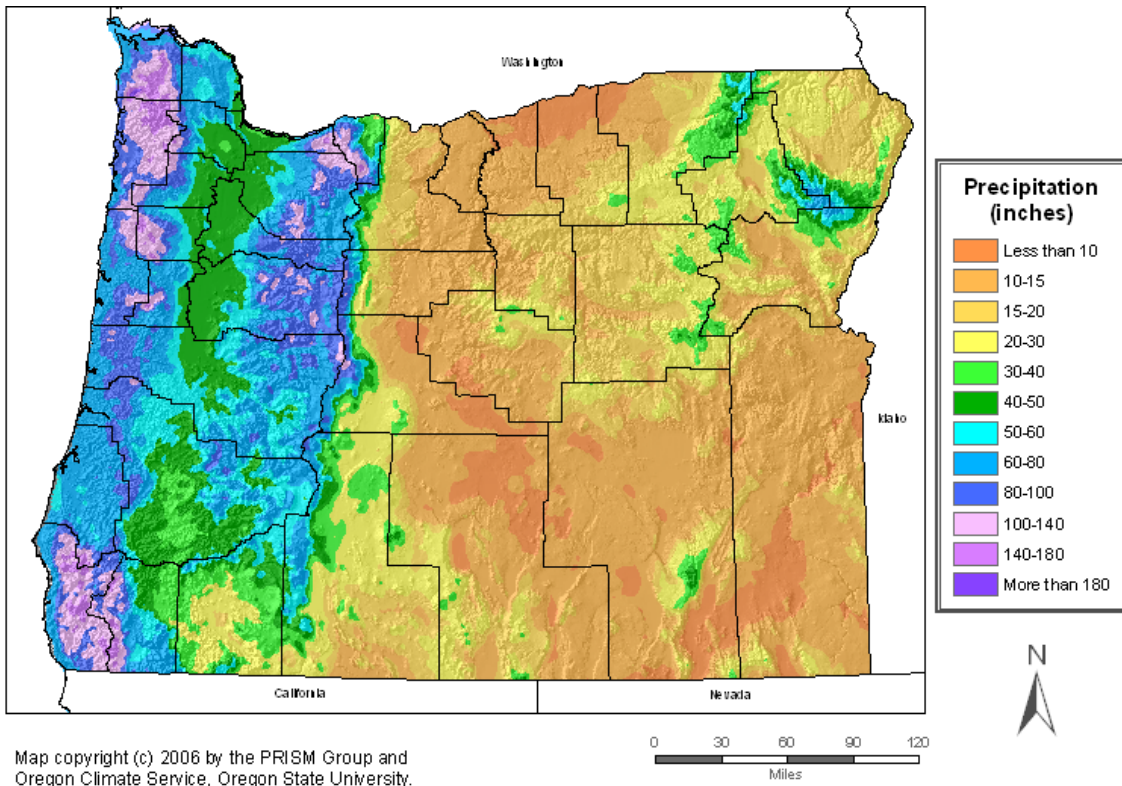 Washington
Idaho
California
Nevada
Precipitation
(inches)
Less than 10
10-15
15-20
20-30
30-40
40-50
50-60
60-80
80-100
100-140
140-180
More than 180
N
0 30 60 90 120
Miles
Map copyright (c) 2006 by the PRISM Group and
Oregon Climate Service, Oregon State University.